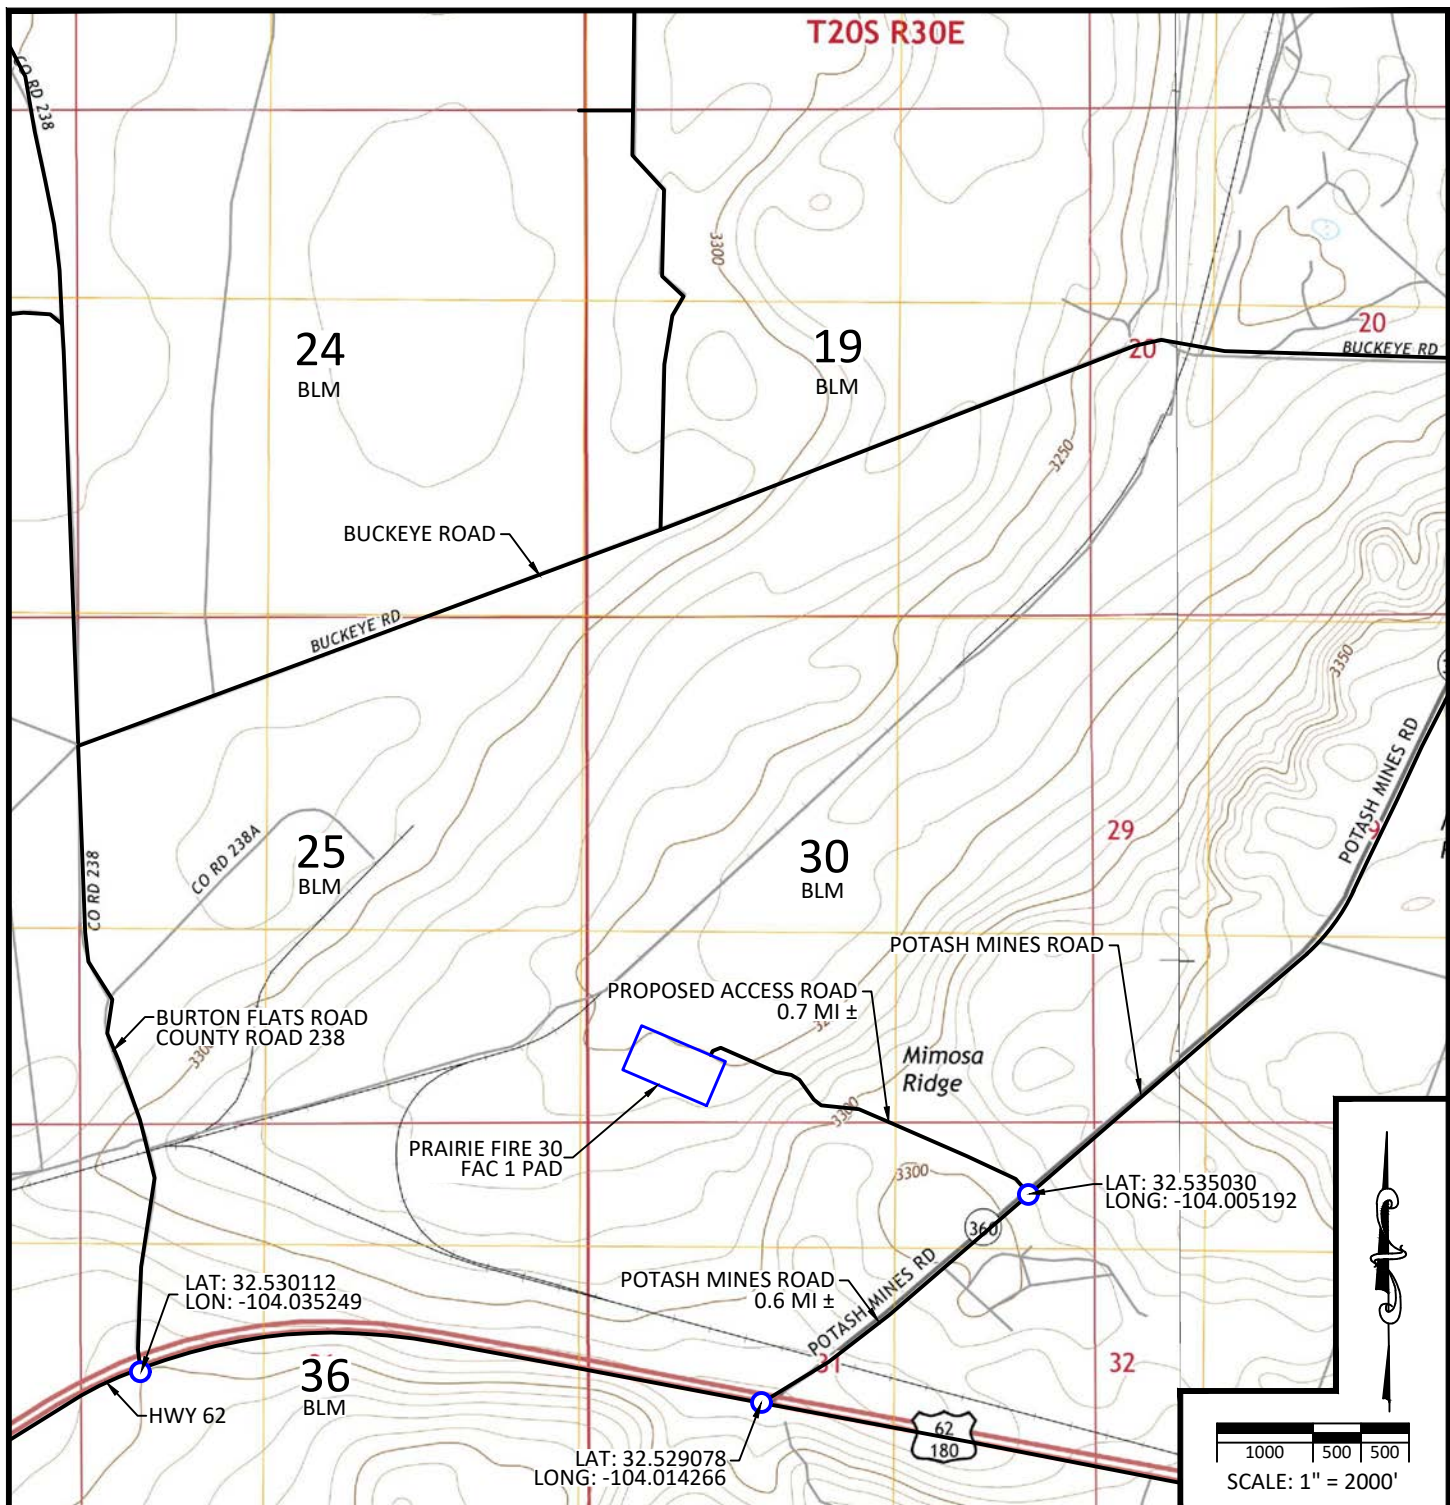 T20S R30E
CO RD 238
3300
24
BLM
19
BLM
20
20
BUCKEYE RD
3250
BUCKEYE ROAD
BUCKEYE RD
3350
POTASH MINES RD
29
CO RD 238A
25
BLM
30
BLM
CO RD 238
POTASH MINES ROAD
PROPOSED ACCESS ROAD
0.7 MI ±
BURTON FLATS ROAD
COUNTY ROAD 238
Mimosa
Ridge
3300
PRAIRIE FIRE 30
FAC 1 PAD
3300
LAT: 32.535030
LONG: -104.005192
360
POTASH MINES ROAD
0.6 MI ±
POTASH MINES RD
LAT: 32.530112
LON: -104.035249
31
32
36
BLM
HWY 62
62
180
LAT: 32.529078
LONG: -104.014266
1000 500 500
SCALE: 1" = 2000'